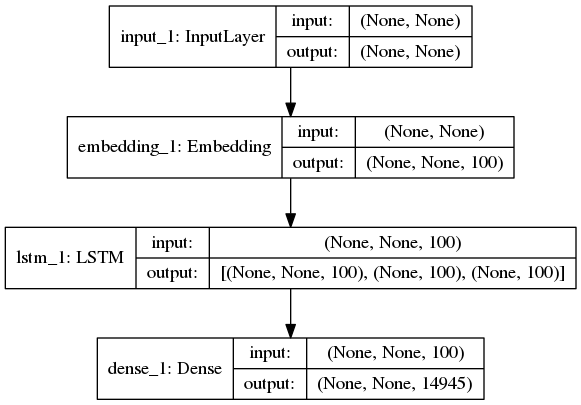 input_1: InputLayer
input: (None, None)
output: (None, None)
embedding_1: Embedding
input: (None, None)
output: (None, None, 100)
lstm_1: LSTM
input: (None, None, 100)
output: [(None, None, 100), (None, 100), (None, 100)]
dense_1: Dense
input: (None, None, 100)
output: (None, None, 14945)